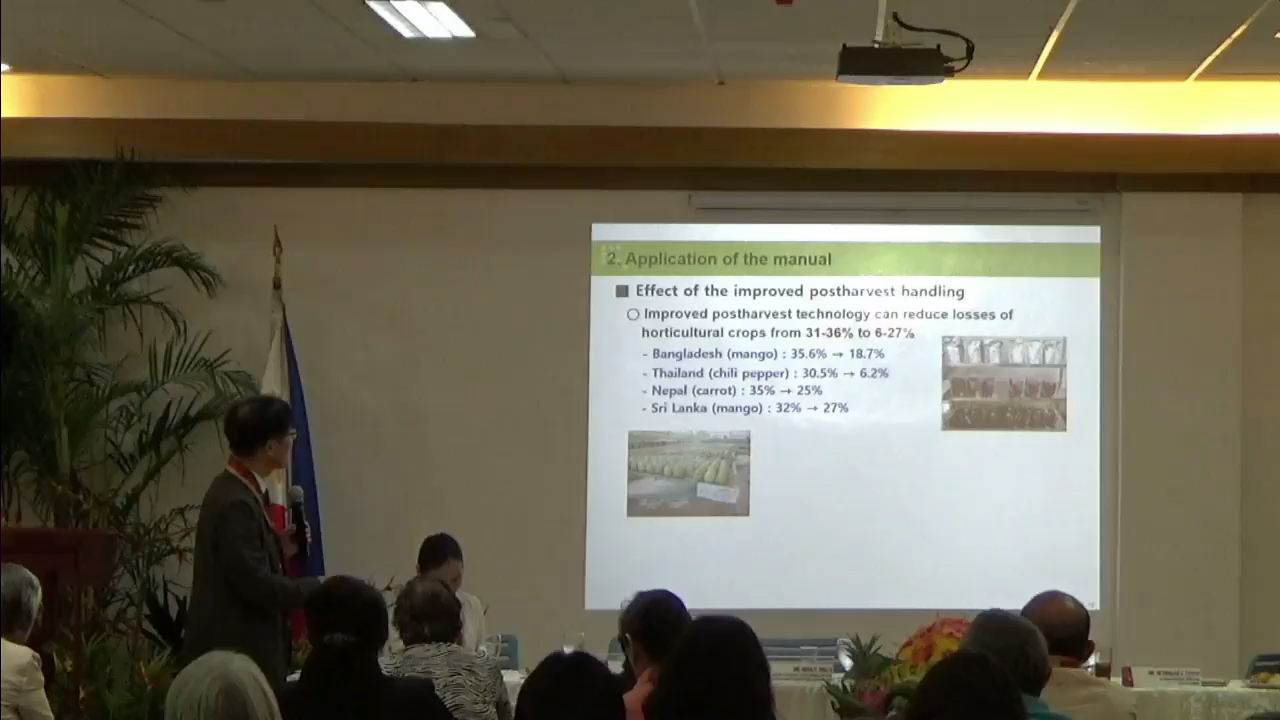 2. Application of the manual
■ Effect of the improved postharvest handling
○ Improved postharvest technology can reduce losses of
horticultural crops from 31-36% to 6-27%
- Bangladesh (mango) : 35.6% → 18.7%
- Thailand (chili pepper) : 30.5% → 6.2%
- Nepal (carrot) : 35% → 25%
- Sri Lanka (mango) : 32% → 27%